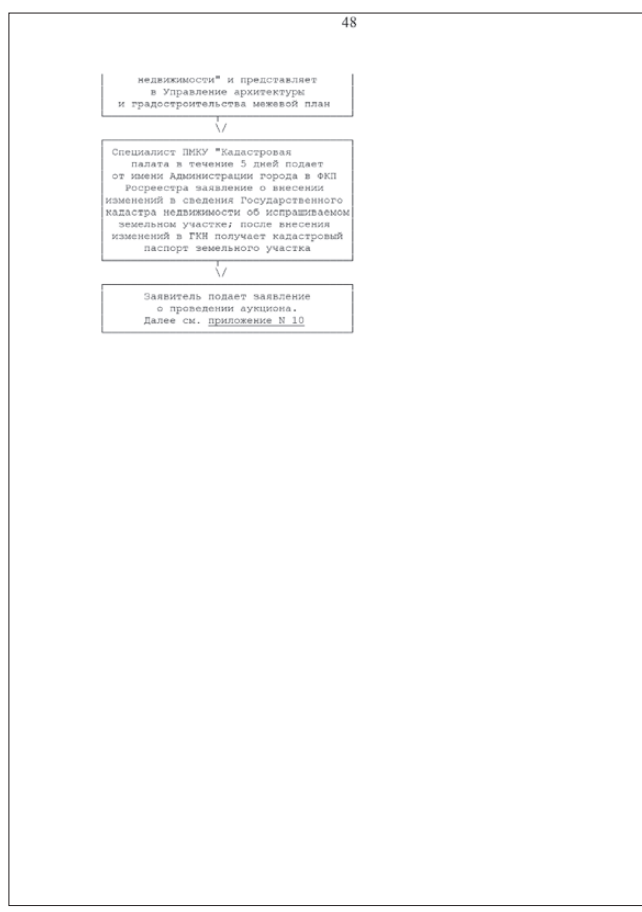 48
недвижимости" и представляет
в Управление архитектуры
и градостроительства межевой план
\/
Специалист ПМКУ "Кадастровая
палата в течение 5 дней подает
от имени Администрации города в ФКП
Росреестра заявление о внесении
изменений в сведения Государственного
кадастра недвижимости об испрашиваемом
земельном участке; после внесения
изменений в ГКН получает кадастровый
паспорт земельного участка
\/
Заявитель подает заявление
о проведении аукциона.
Далее см. приложение N 10